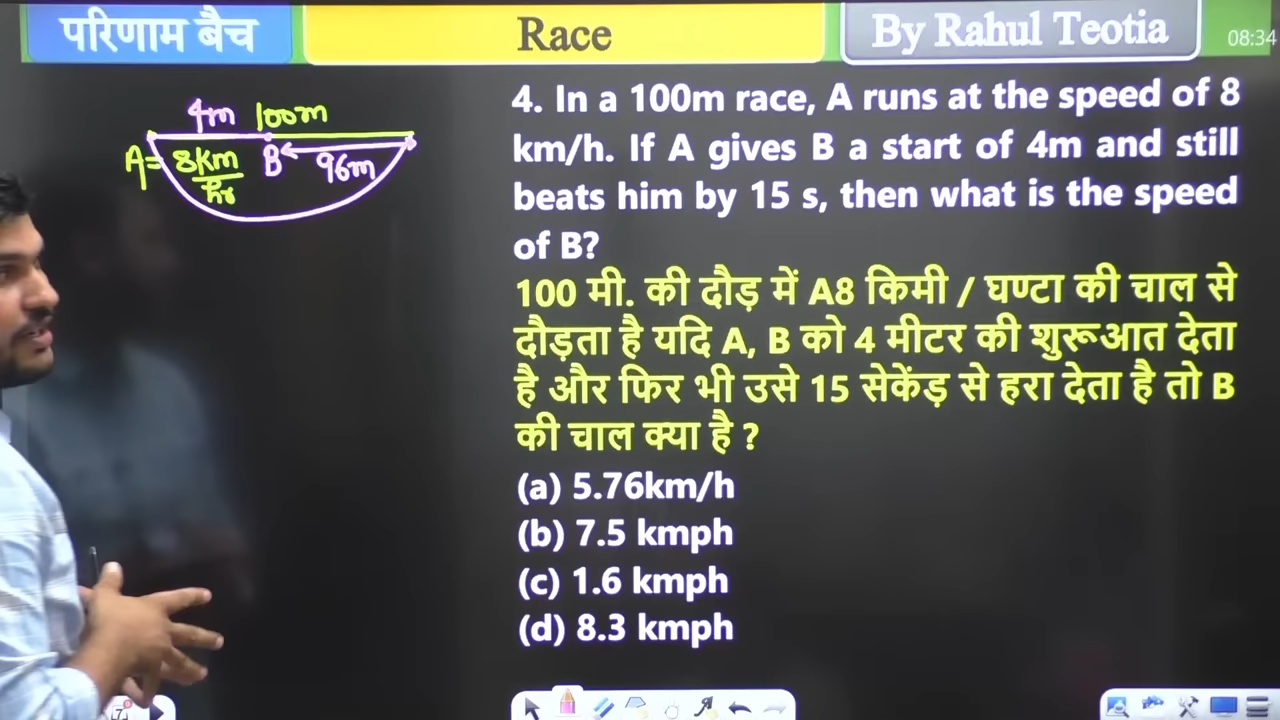 परिणाम बैच
Race
By Rahul Teotia
08:34
4m 100m
A= 8km/hr B 96m
4. In a 100m race, A runs at the speed of 8
km/h. If A gives B a start of 4m and still
beats him by 15 s, then what is the speed
of B?
100 मी. की दौड़ में A8 किमी / घण्टा की चाल से
दौड़ता है यदि A, B को 4 मीटर की शुरूआत देता
है और फिर भी उसे 15 सेकेंड़ से हरा देता है तो B
की चाल क्या है ?
(a) 5.76km/h
(b) 7.5 kmph
(c) 1.6 kmph
(d) 8.3 kmph